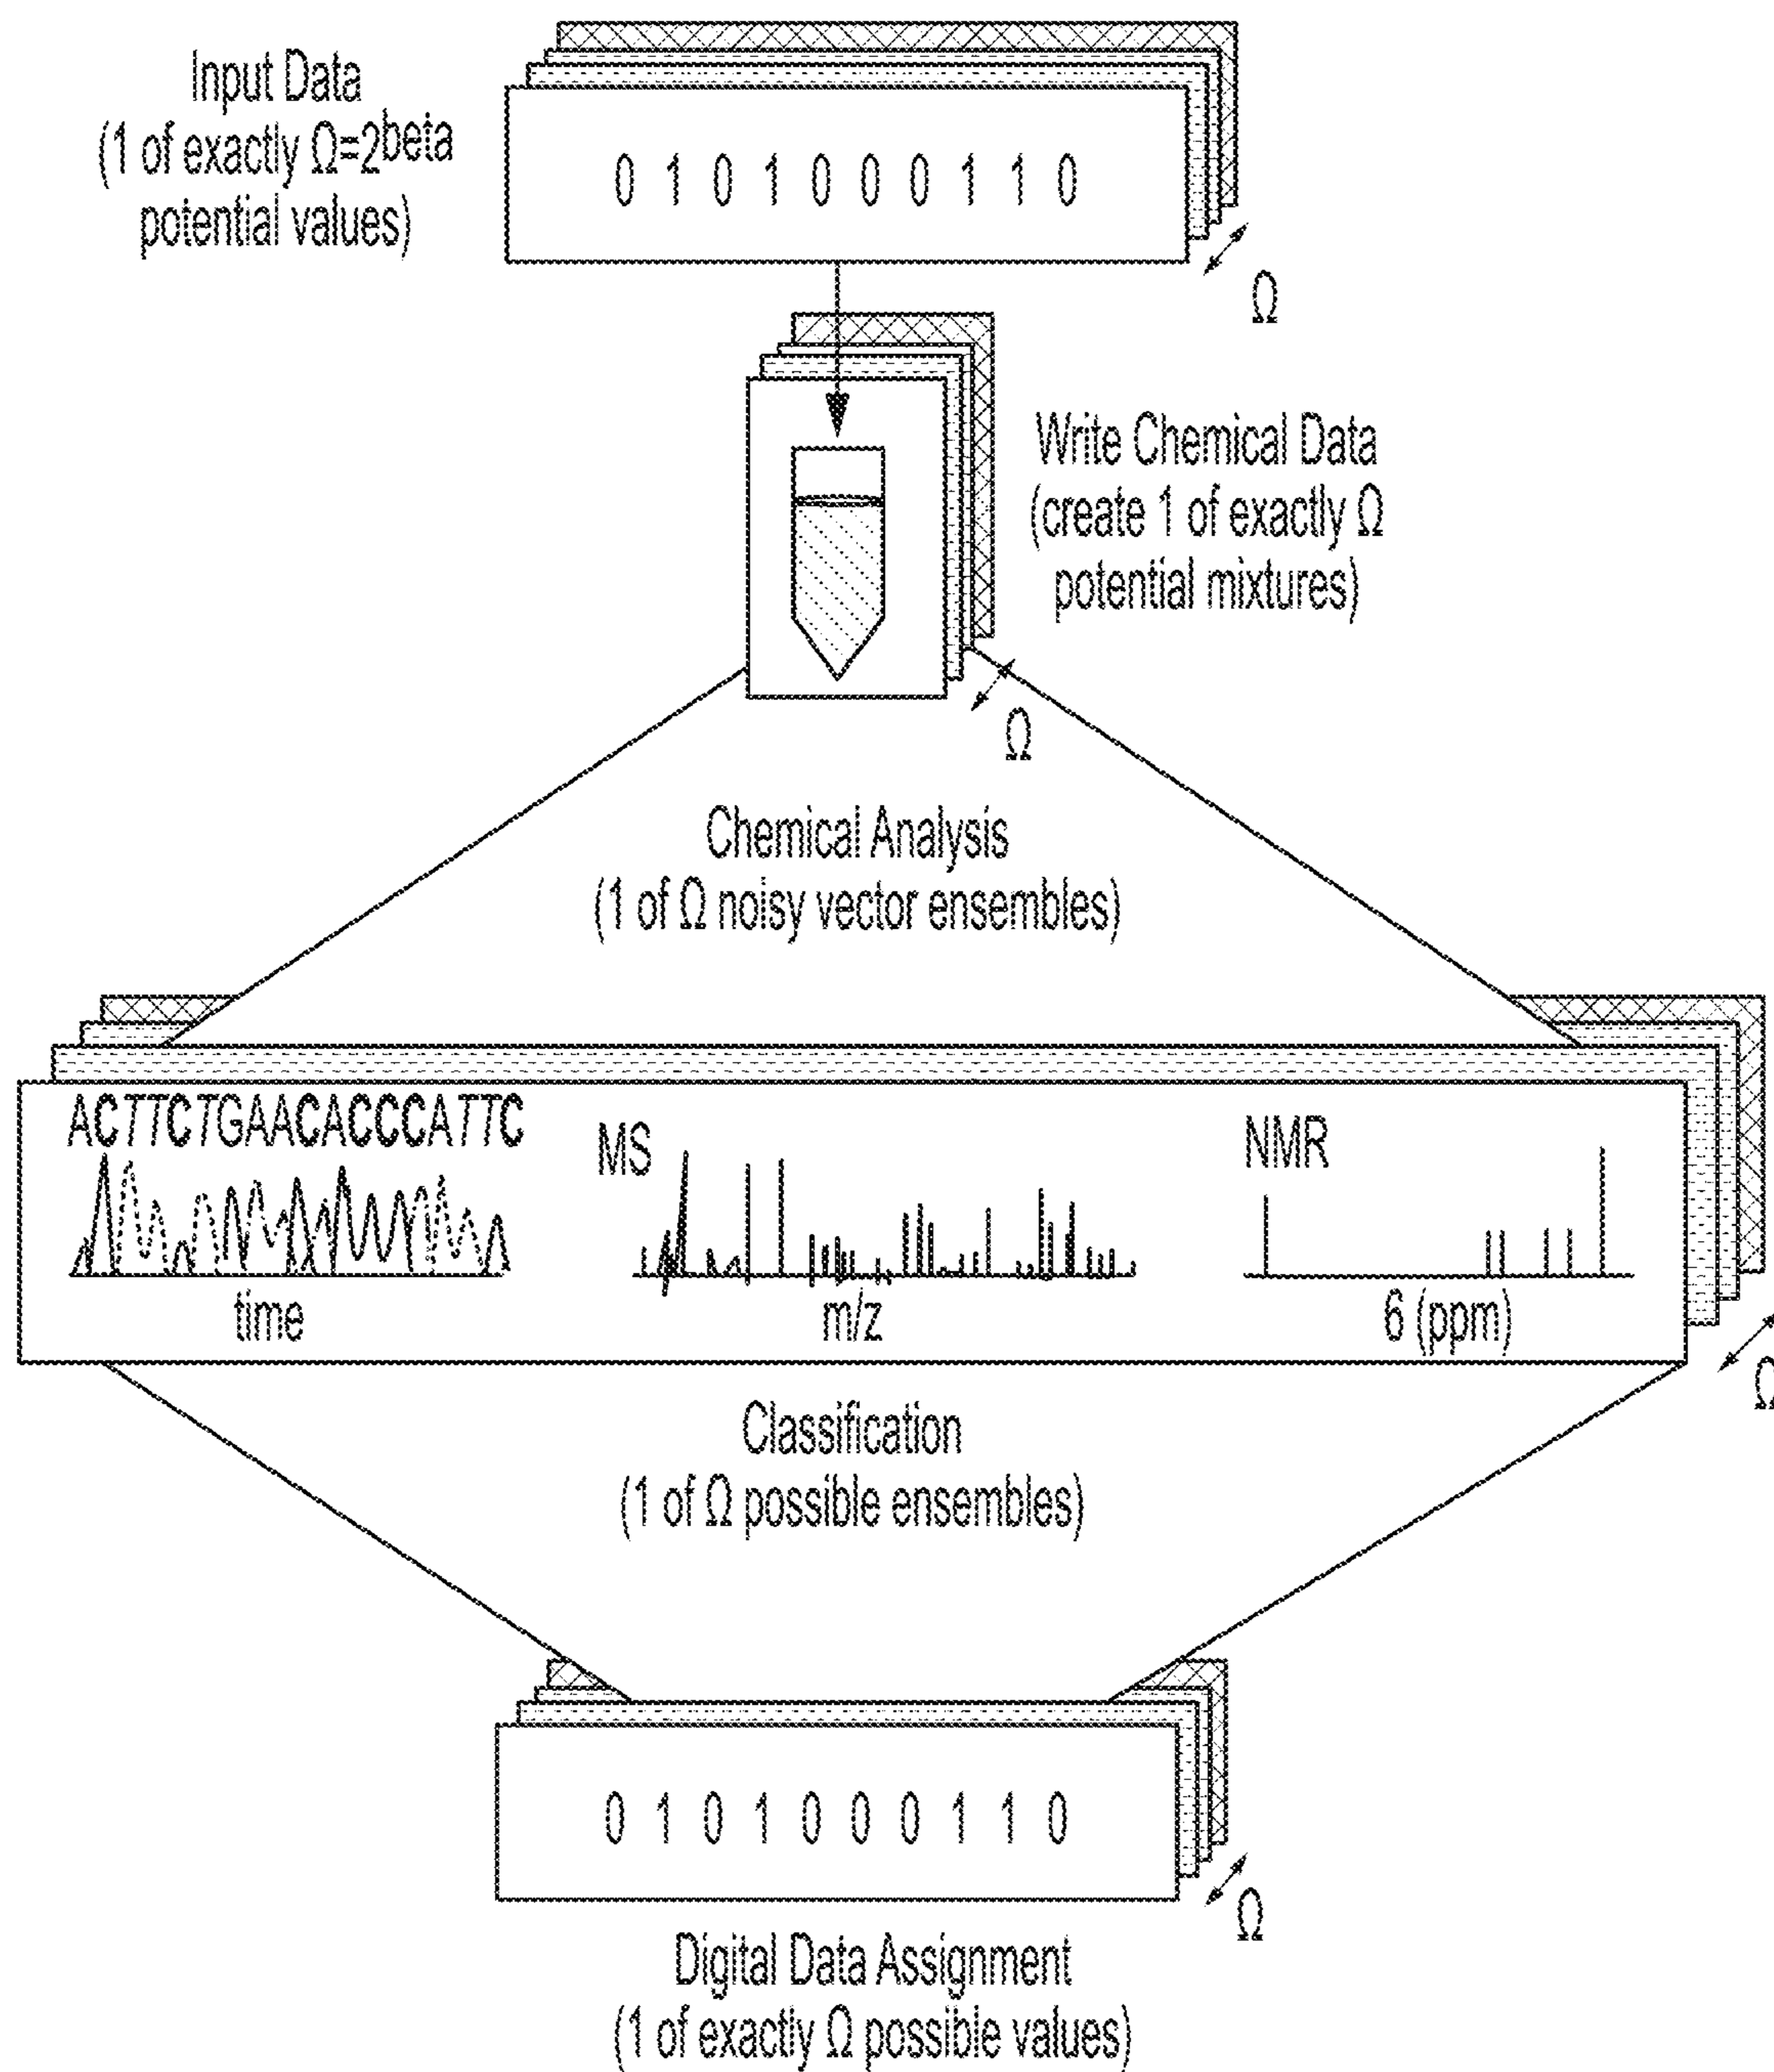 Input Data
(1 of exactly Ω=2^beta
potential values)
0 1 0 1 0 0 0 1 1 0
Ω
Write Chemical Data
(create 1 of exactly Ω
potential mixtures)
Ω
Chemical Analysis
(1 of Ω noisy vector ensembles)
ACTTCTGAACACCCATTC
MS
NMR
time
m/z
6 (ppm)
Ω
Classification
(1 of Ω possible ensembles)
0 1 0 1 0 0 0 1 1 0
Ω
Digital Data Assignment
(1 of exactly Ω possible values)